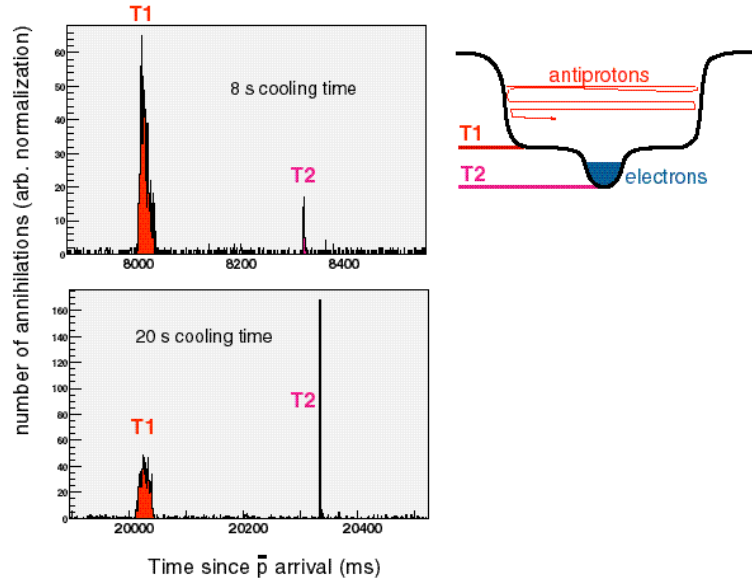 T1
60
50
40
30
20
10
0
8 s cooling time
T2
8000
8200
8400
antiprotons
T1
T2
electrons
number of annihilations (arb. normalization)
160
140
120
100
80
60
40
20
0
20 s cooling time
T2
T1
20000
20200
20400
Time since p̄ arrival (ms)